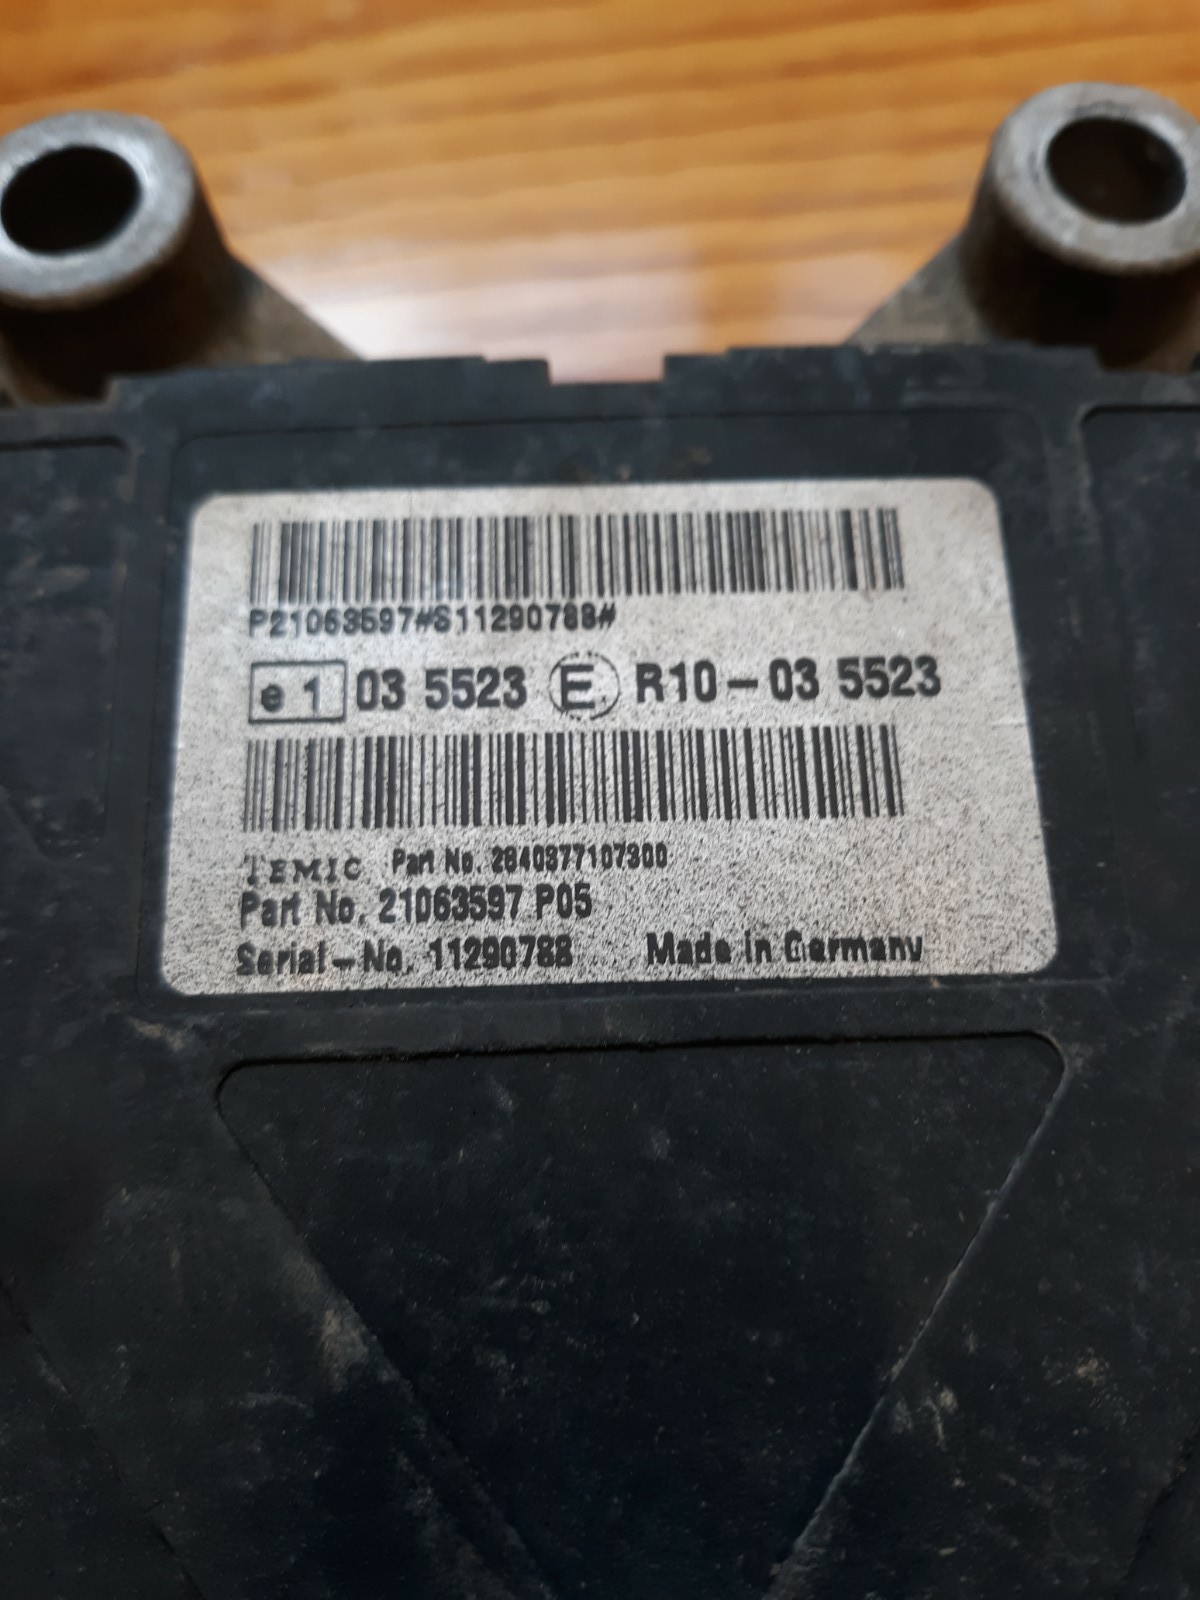 P21063597#S11290788#
e 1 03 5523 E R10-03 5523
TEMIC Part No. 2840377107300
Part No. 21063597 P05
Serial-No. 11290788 Made in Germany